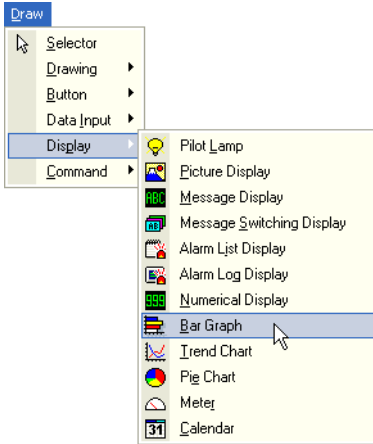 Draw
Selector
Drawing
Button
Data Input
Display
Command
Pilot Lamp
Picture Display
ABC
Message Display
AB
Message Switching Display
Alarm List Display
Alarm Log Display
999
Numerical Display
Bar Graph
Trend Chart
Pie Chart
Meter
31
Calendar